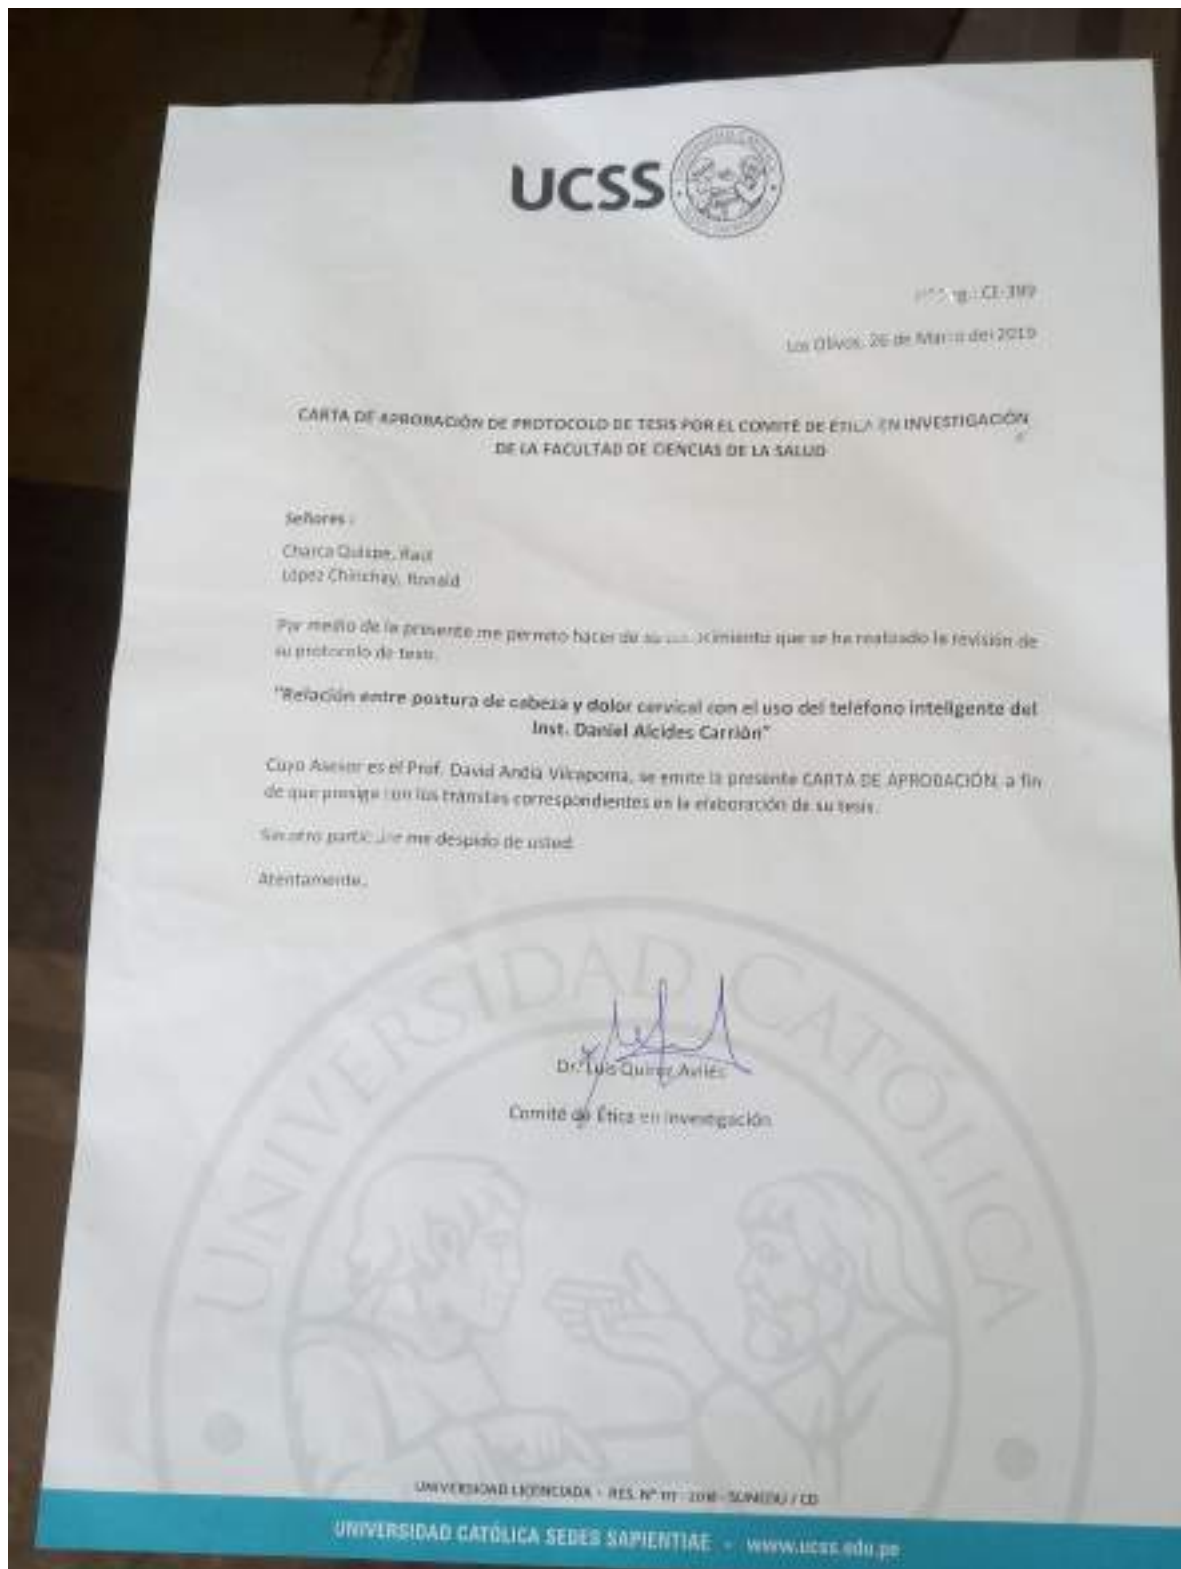 UCSS
CE-399
Los Olivos, 26 de Marzo del 2019
CARTA DE APROBACIÓN DE PROTOCOLO DE TESIS POR EL COMITÉ DE ÉTICA EN INVESTIGACIÓN
DE LA FACULTAD DE CIENCIAS DE LA SALUD
Señores :
Charca Quispe, Raul
López Chinchay, Ronald
Por medio de la presente me permito hacer de su conocimiento que se ha realizado la revisión de
su protocolo de tesis.
"Relación entre postura de cabeza y dolor cervical con el uso del teléfono inteligente del
Inst. Daniel Alcides Carrión"
Cuyo Asesor es el Prof. David Andia Vilcapoma, se emite la presente CARTA DE APROBACIÓN, a fin
de que prosiga con los trámites correspondientes en la elaboración de su tesis.
Sin otro particular me despido de usted.
Atentamente,
Dr. Luis Quiroz Avilés
Comité de Ética en Investigación
UNIVERSIDAD CATÓLICA
UNIVERSIDAD LICENCIADA - RES. N° 117 - 2018 - SUNEDU / CD
UNIVERSIDAD CATÓLICA SEDES SAPIENTIAE - www.ucss.edu.pe